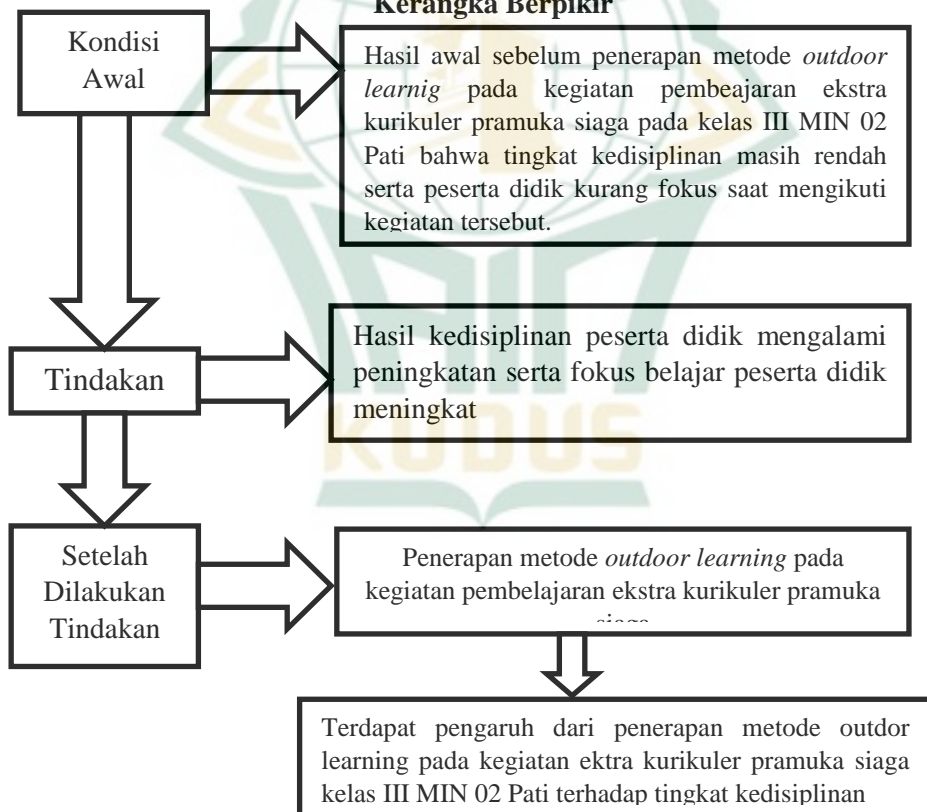 Kerangka Berpikir
Kondisi
Awal
Hasil awal sebelum penerapan metode outdoor
learnig pada kegiatan pembeajaran ekstra
kurikuler pramuka siaga pada kelas III MIN 02
Pati bahwa tingkat kedisiplinan masih rendah
serta peserta didik kurang fokus saat mengikuti
kegiatan tersebut.
Tindakan
Hasil kedisiplinan peserta didik mengalami
peningkatan serta fokus belajar peserta didik
meningkat
KUDUS
Setelah
Dilakukan
Tindakan
Penerapan metode outdoor learning pada
kegiatan pembelajaran ekstra kurikuler pramuka
siaga
Terdapat pengaruh dari penerapan metode outdor
learning pada kegiatan ektra kurikuler pramuka siaga
kelas III MIN 02 Pati terhadap tingkat kedisiplinan